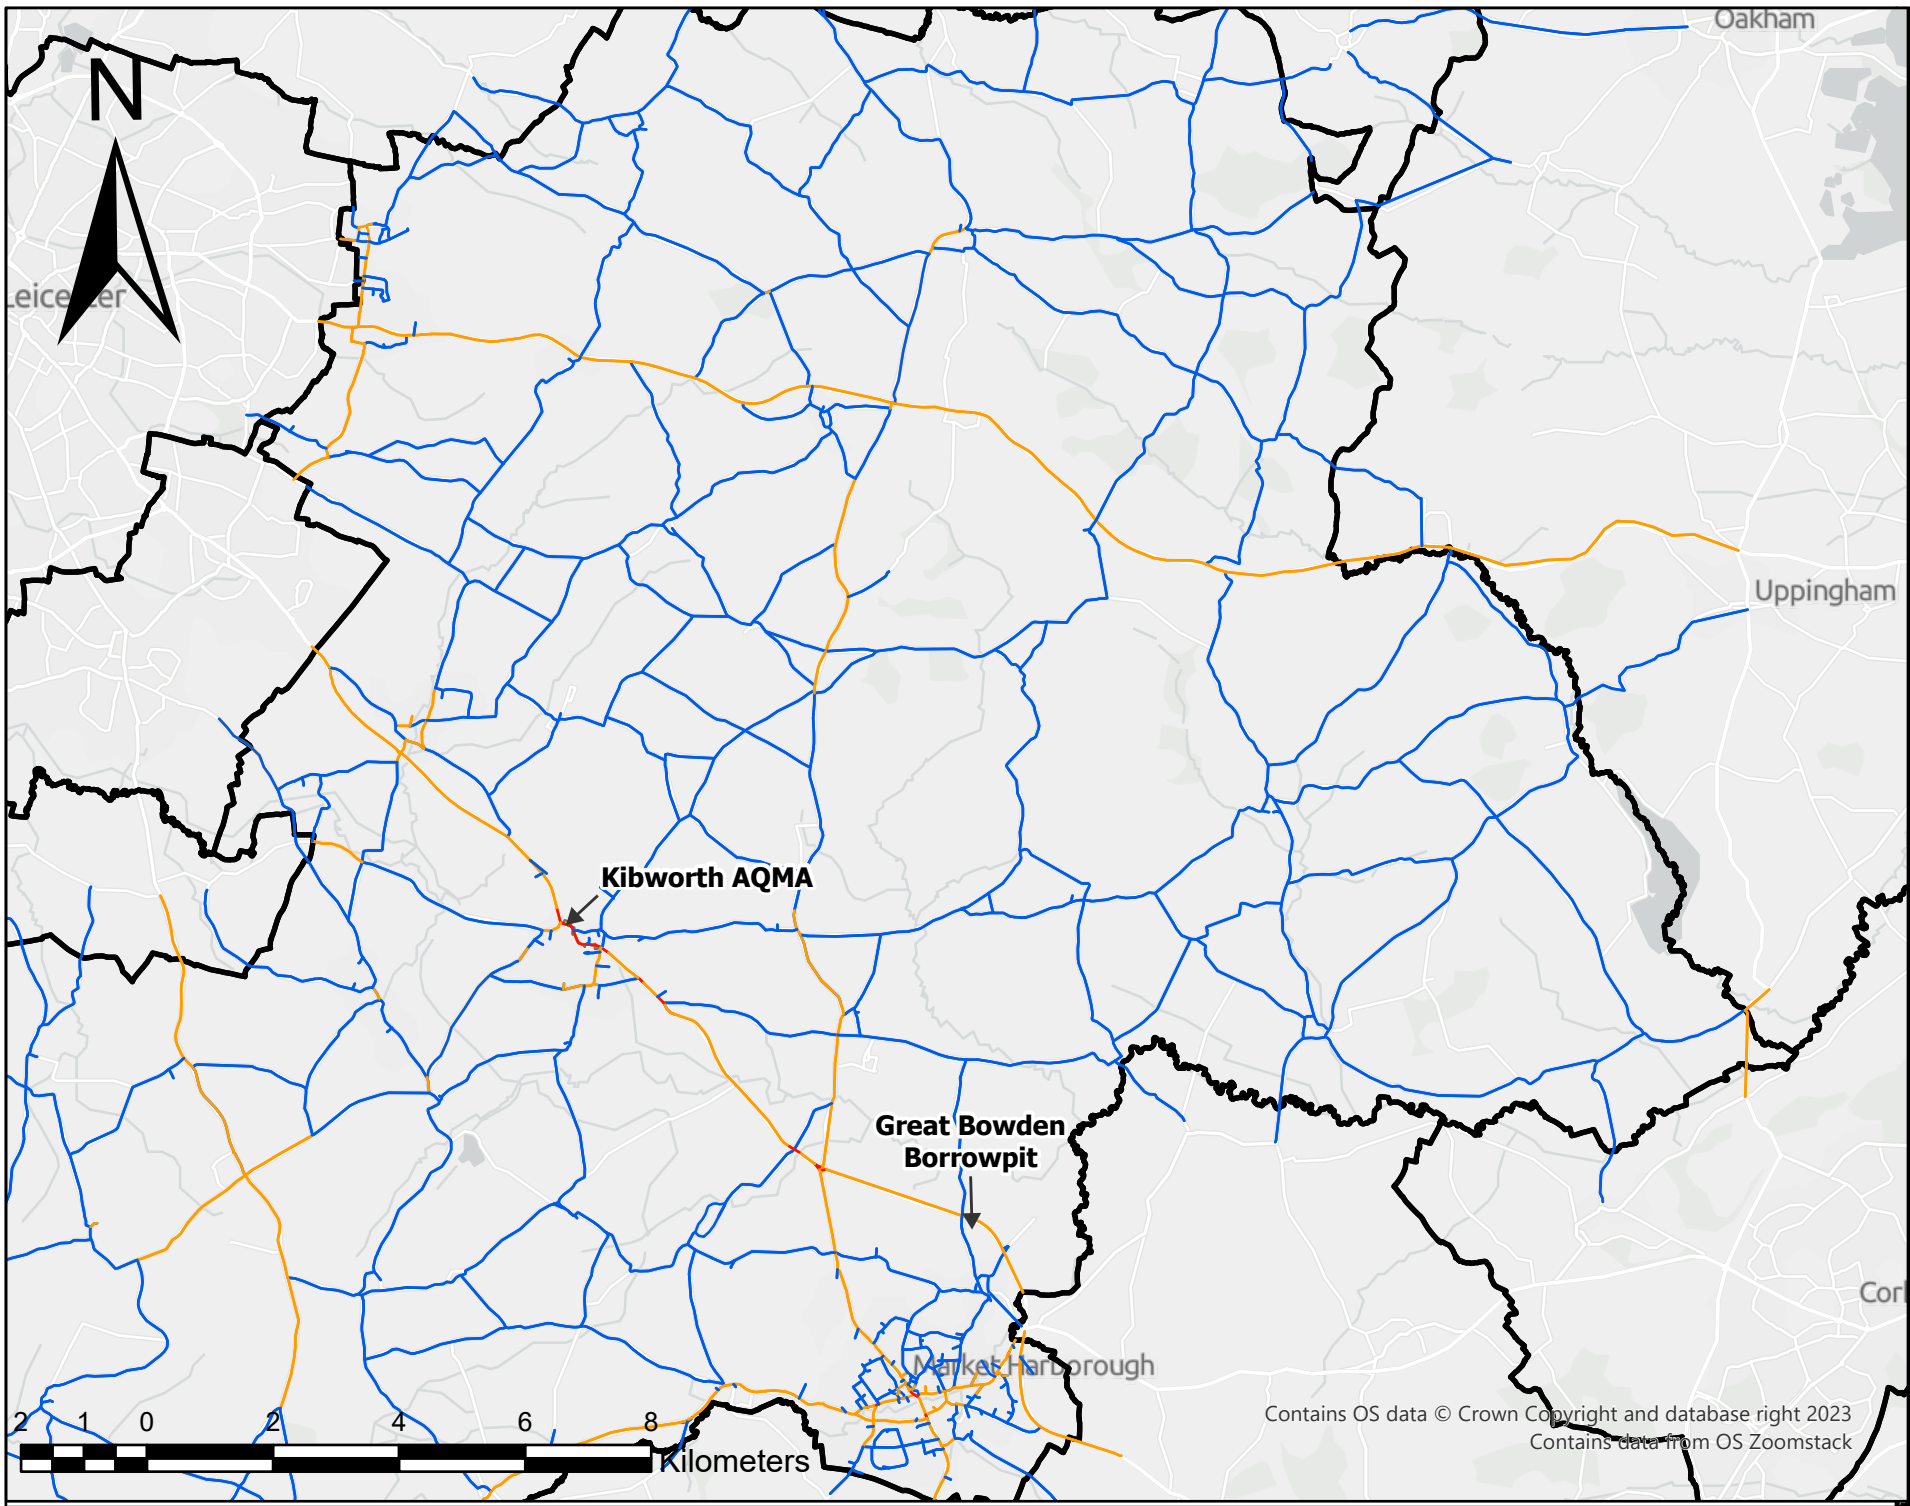 Oakham
N
Leicester
Uppingham
Kibworth AQMA
Great Bowden
Borrowpit
Market Harborough
2 1 0 2 4 6 8
Kilometers
Contains OS data © Crown Copyright and database right 2023
Contains data from OS Zoomstack